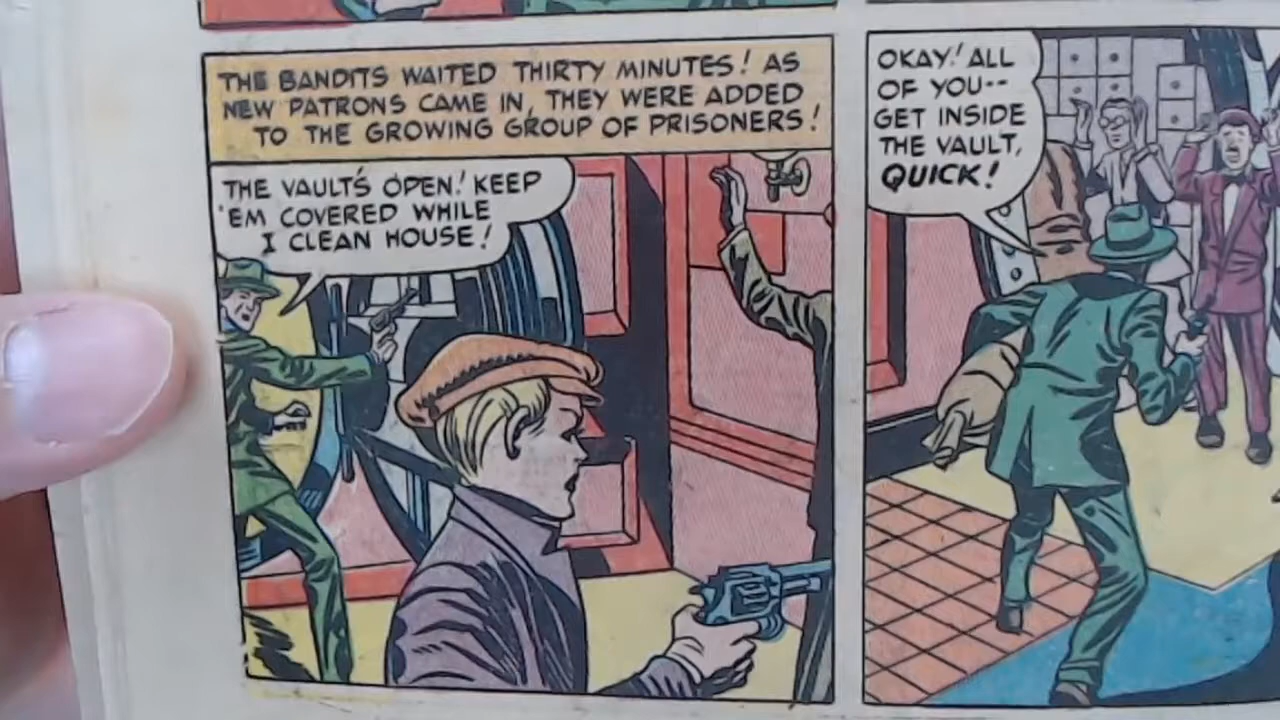 THE BANDITS WAITED THIRTY MINUTES! AS
NEW PATRONS CAME IN, THEY WERE ADDED
TO THE GROWING GROUP OF PRISONERS!
THE VAULT'S OPEN! KEEP
'EM COVERED WHILE
I CLEAN HOUSE!
OKAY! ALL
OF YOU--
GET INSIDE
THE VAULT,
QUICK!